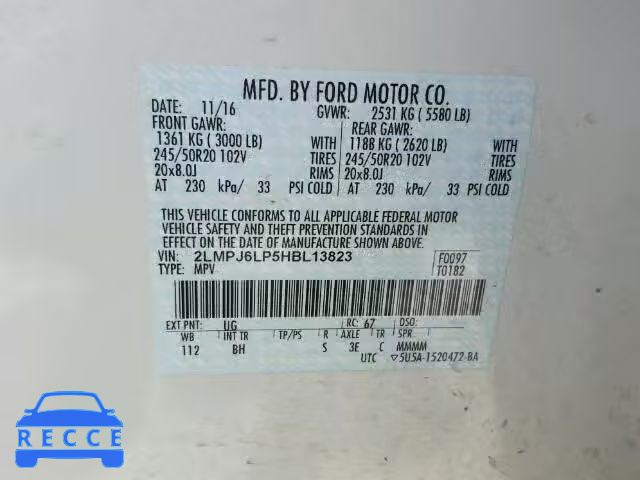 MFD. BY FORD MOTOR CO.
DATE: 11/16 GVWR: 2531 KG ( 5580 LB)
FRONT GAWR: REAR GAWR:
1361 KG ( 3000 LB) WITH 1188 KG ( 2620 LB) WITH
245/50R20 102V TIRES 245/50R20 102V TIRES
20x8.0J RIMS 20x8.0J RIMS
AT 230 kPa/ 33 PSI COLD AT 230 kPa/ 33 PSI COLD
THIS VEHICLE CONFORMS TO ALL APPLICABLE FEDERAL MOTOR
VEHICLE SAFETY AND THEFT PREVENTION STANDARDS IN
EFFECT ON THE DATE OF MANUFACTURE SHOWN ABOVE.
VIN: 2LMPJ6LP5HBL13823 F0097
TYPE: MPV T0182
EXT PNT: UG RC: 67 DSO:
WB INT TR TP/PS R AXLE TR SPR
112 BH S 3E C MMMM
UTC ▽5U5A-1520472-BA
RECCE